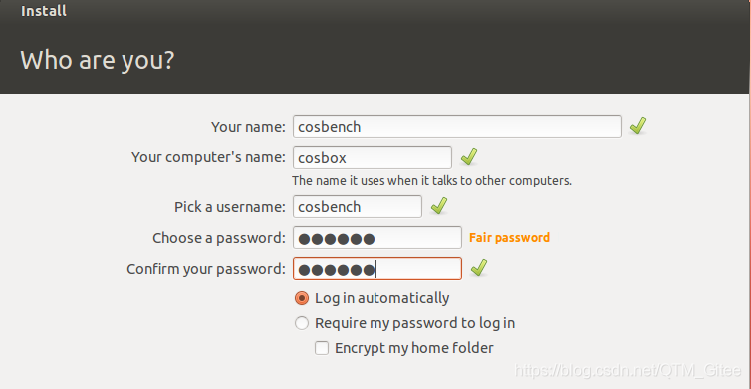 Install
Who are you?
Your name: cosbench
Your computer's name: cosbox
The name it uses when it talks to other computers.
Pick a username: cosbench
Choose a password: ●●●●●● Fair password
Confirm your password: ●●●●●●
Log in automatically
Require my password to log in
Encrypt my home folder
https://blog.csdn.net/QTM_Gitee